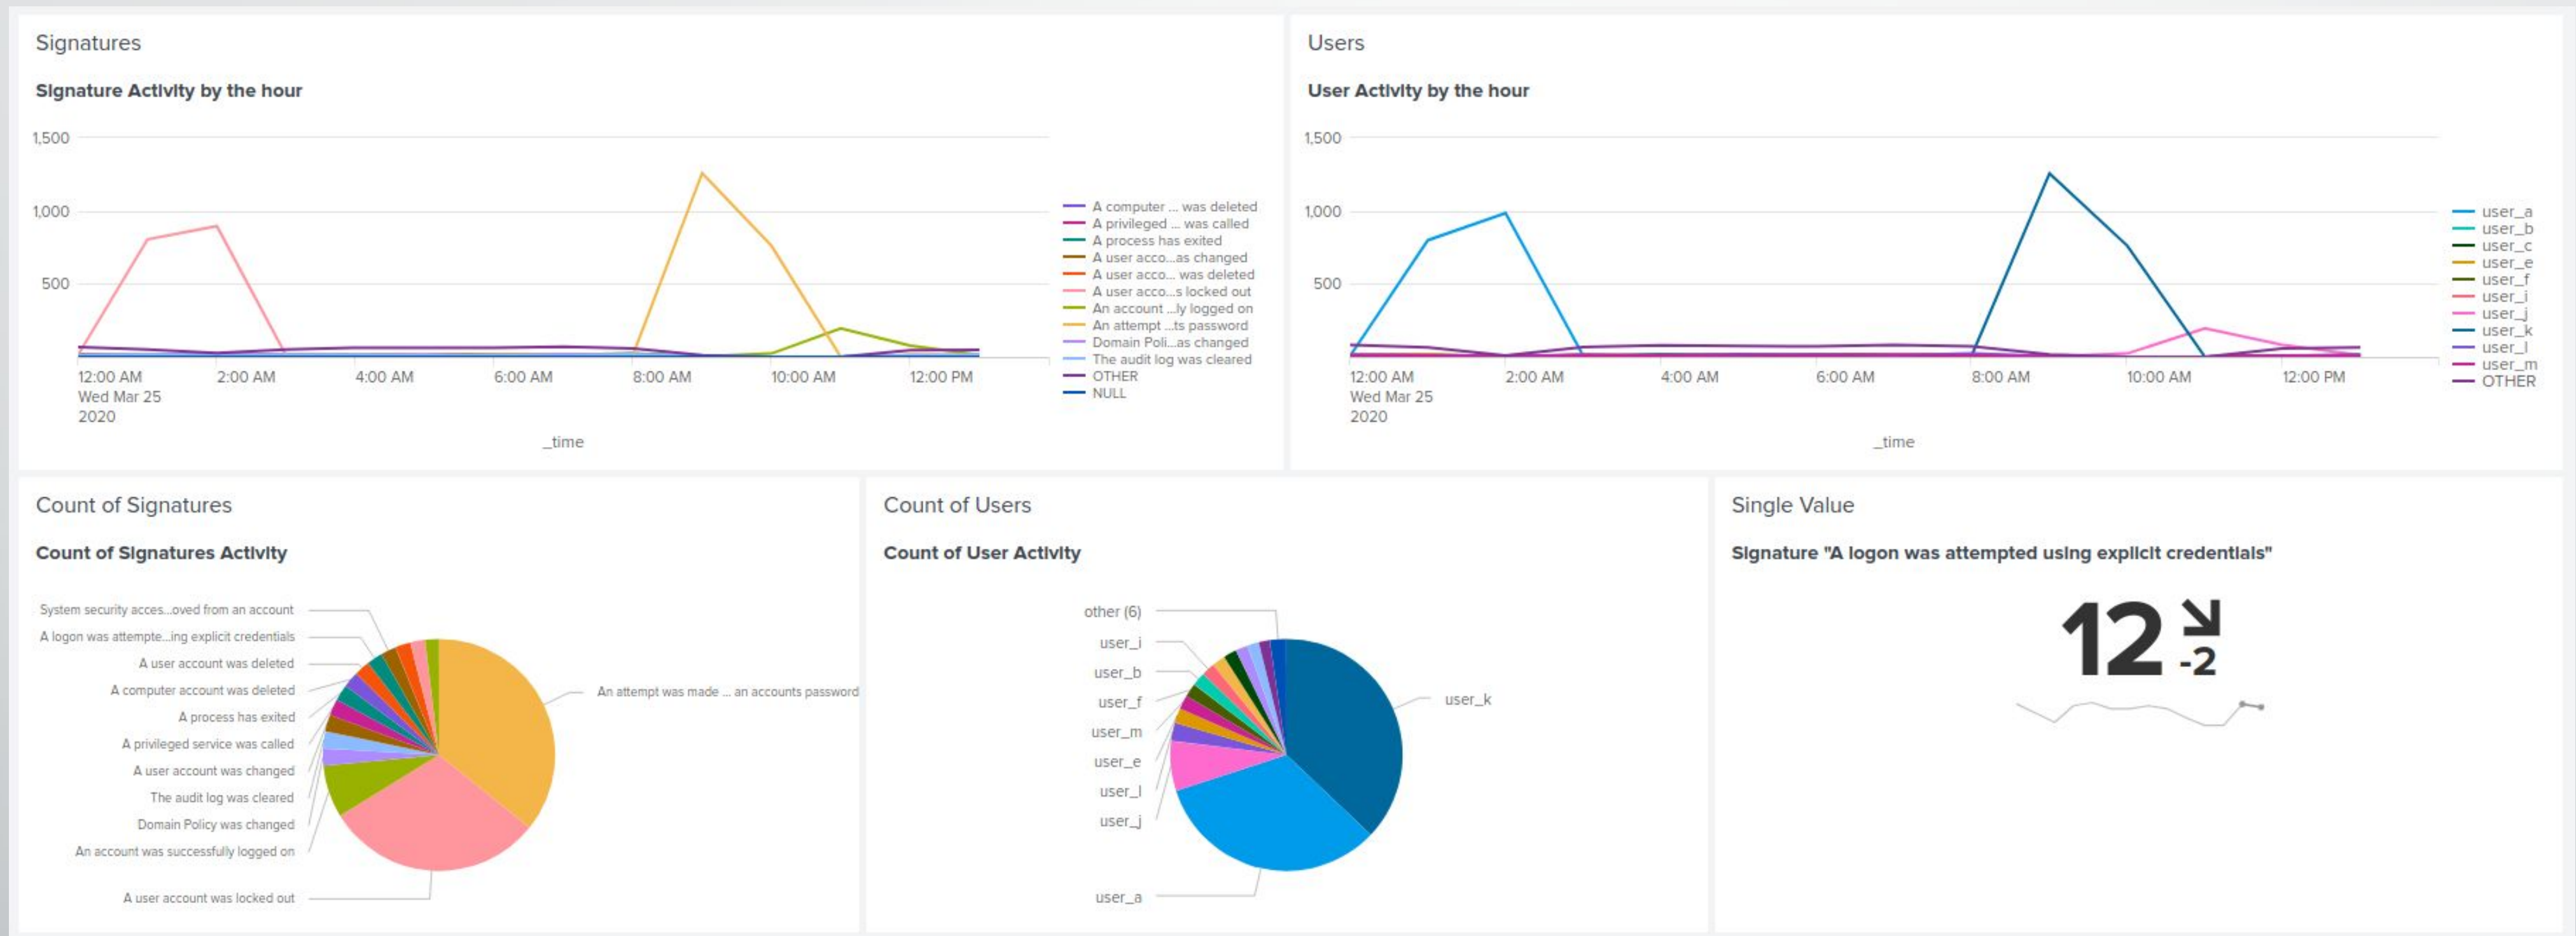 Signatures
Signature Activity by the hour
1,500
1,000
500
12:00 AM
Wed Mar 25
2020
2:00 AM
4:00 AM
6:00 AM
8:00 AM
10:00 AM
12:00 PM
_time
A computer ... was deleted
A privileged ... was called
A process has exited
A user acco...as changed
A user acco... was deleted
A user acco...s locked out
An account ...ly logged on
An attempt ...ts password
Domain Poli...as changed
The audit log was cleared
OTHER
NULL
Users
User Activity by the hour
1,500
1,000
500
12:00 AM
Wed Mar 25
2020
2:00 AM
4:00 AM
6:00 AM
8:00 AM
10:00 AM
12:00 PM
_time
user_a
user_b
user_c
user_e
user_f
user_i
user_j
user_k
user_l
user_m
OTHER
Count of Signatures
Count of Signatures Activity
System security acces...oved from an account
A logon was attempte...ing explicit credentials
A user account was deleted
A computer account was deleted
A process has exited
A privileged service was called
A user account was changed
The audit log was cleared
Domain Policy was changed
An account was successfully logged on
A user account was locked out
An attempt was made ... an accounts password
Count of Users
Count of User Activity
other (6)
user_i
user_b
user_f
user_m
user_e
user_l
user_j
user_a
user_k
Single Value
Signature "A logon was attempted using explicit credentials"
12
-2